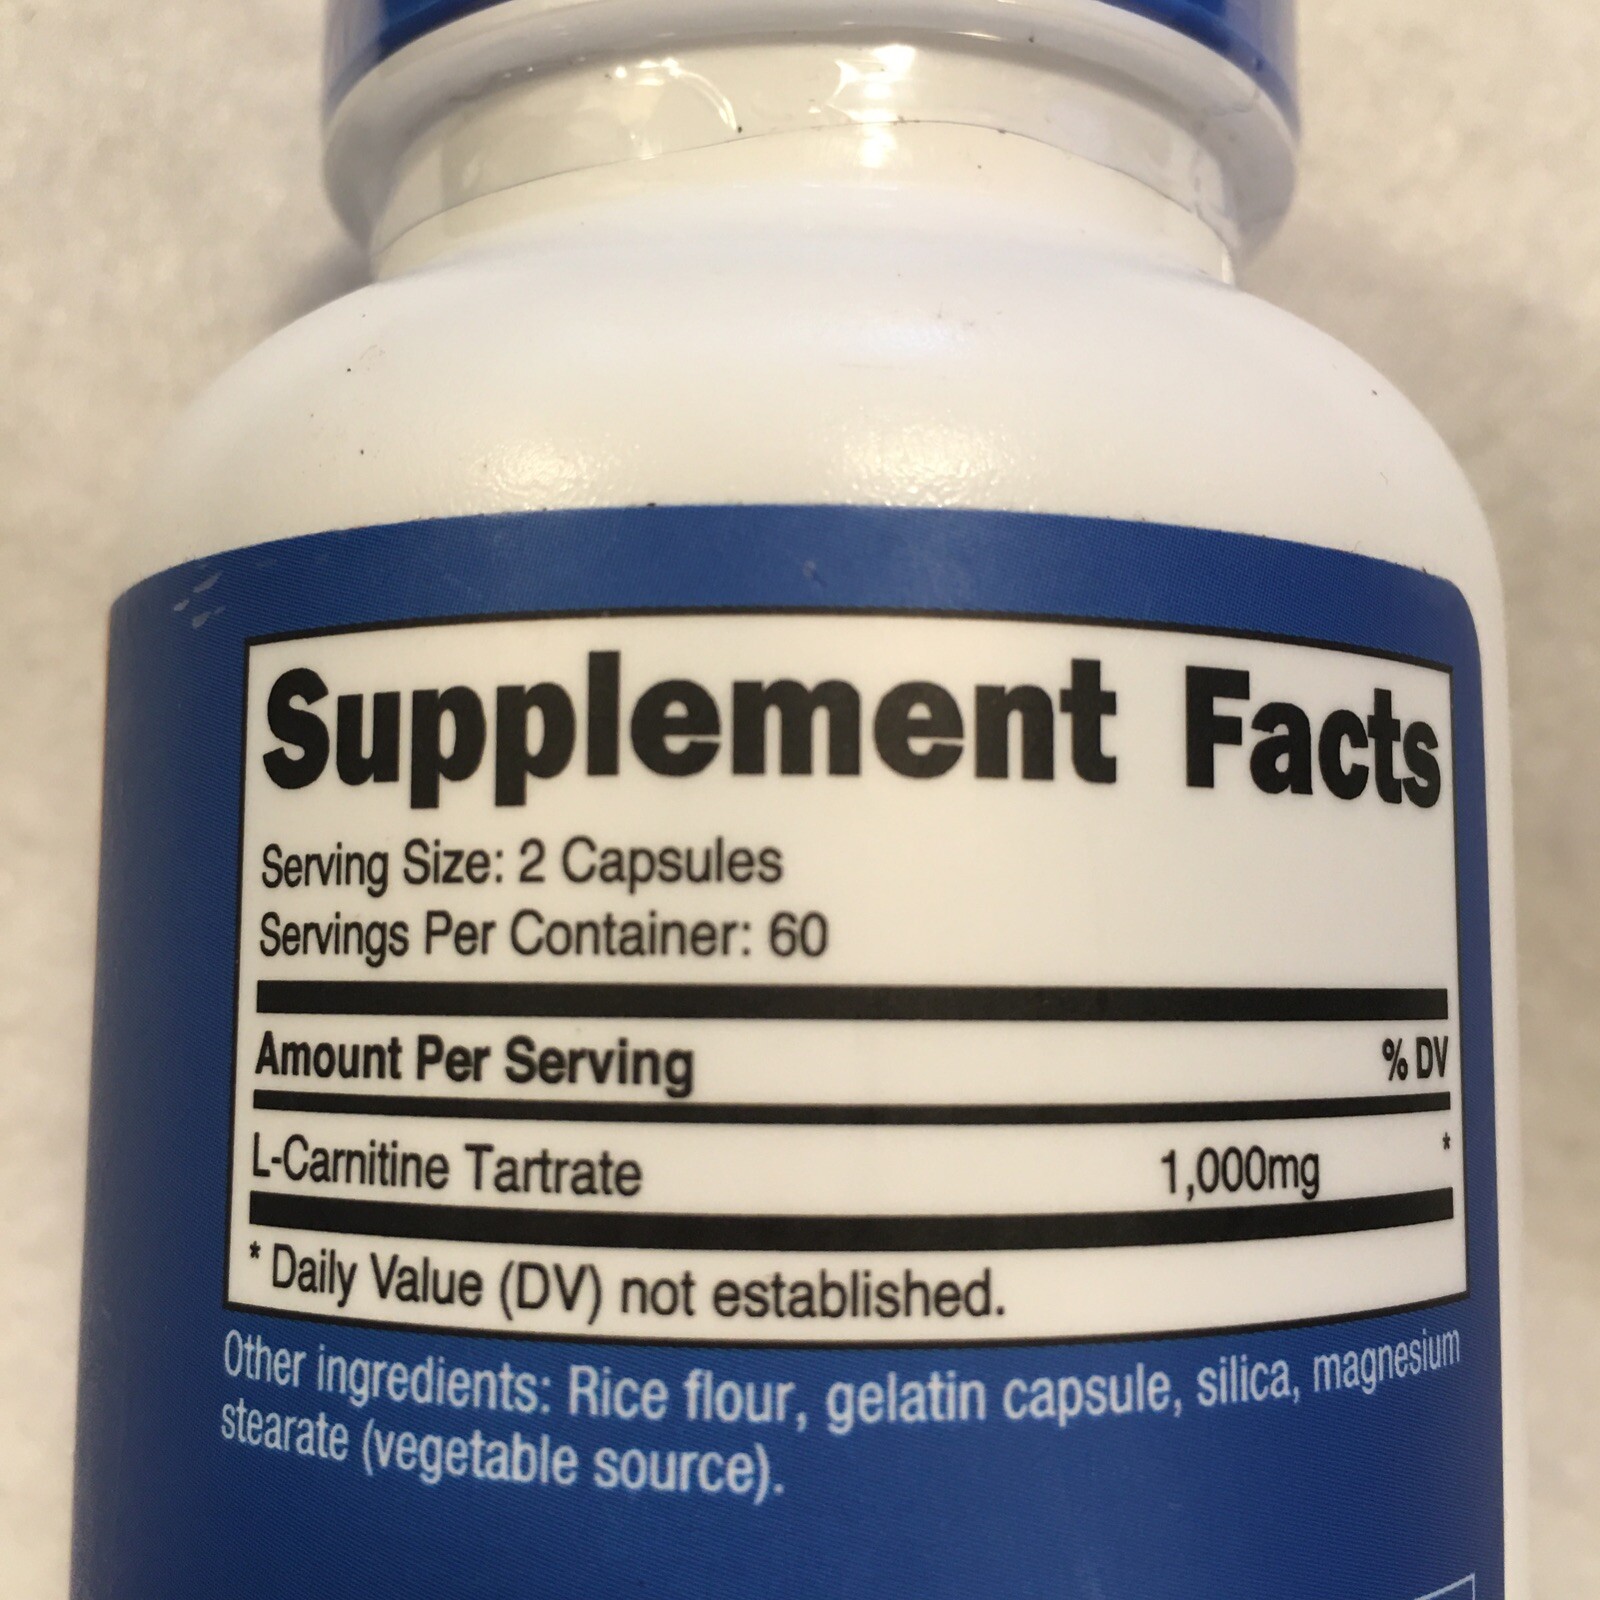 Supplement Facts
Serving Size: 2 Capsules
Servings Per Container: 60
Amount Per Serving % DV
L-Carnitine Tartrate 1,000mg *
* Daily Value (DV) not established.
Other ingredients: Rice flour, gelatin capsule, silica, magnesium
stearate (vegetable source).